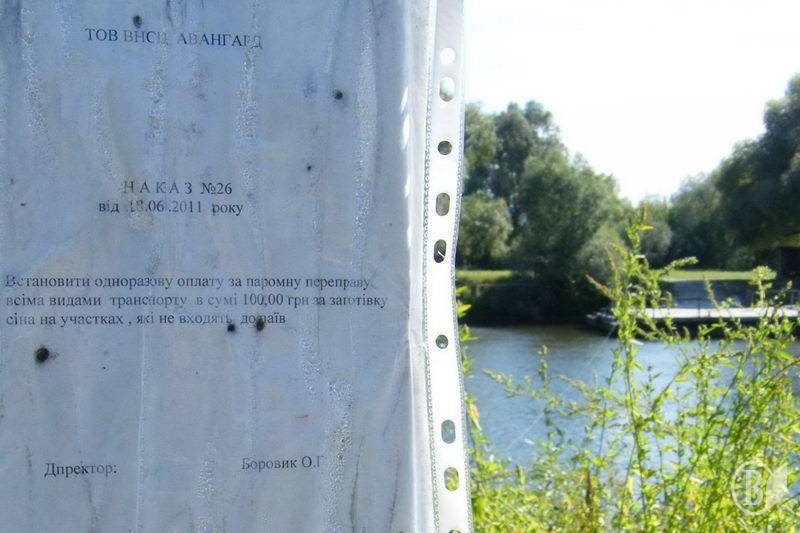 ТОВ ВНСЦ АВАНГАРД
НАКАЗ №26
від 18.06.2011 року
Встановити одноразову оплату за паромну переправу
всіма видами транспорту в сумі 100,00 грн за заготівку
сіна на участках , які не входять до паїв
Директор: Боровик О.Г
В